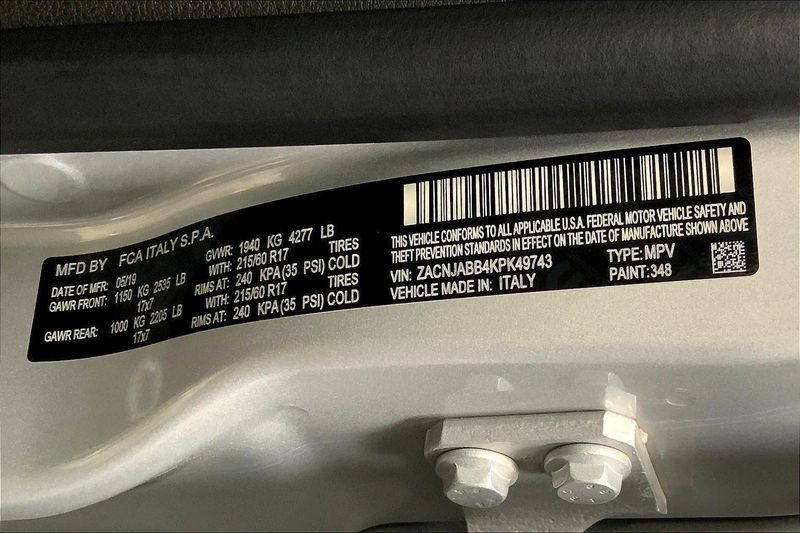 MFD BY FCA ITALY S.P.A.
DATE OF MFR: 05/19 GVWR: 1940 KG 4277 LB
GAWR FRONT: 1150 KG 2535 LB WITH: 215/60 R17 TIRES
17x7 RIMS AT: 240 KPA(35 PSI) COLD
GAWR REAR: 1000 KG 2205 LB WITH: 215/60 R17 TIRES
17x7 RIMS AT: 240 KPA(35 PSI) COLD
THIS VEHICLE CONFORMS TO ALL APPLICABLE U.S.A. FEDERAL MOTOR VEHICLE SAFETY AND
THEFT PREVENTION STANDARDS IN EFFECT ON THE DATE OF MANUFACTURE SHOWN ABOVE
VIN: ZACNJABB4KPK49743 TYPE: MPV
VEHICLE MADE IN: ITALY PAINT: 348